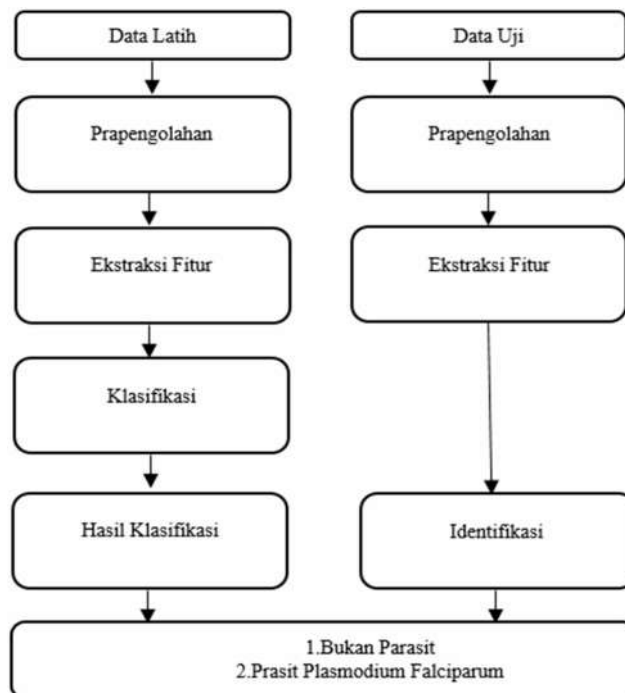 Data Latih
Prapengolahan
Ekstraksi Fitur
Klasifikasi
Hasil Klasifikasi
Data Uji
Prapengolahan
Ekstraksi Fitur
Identifikasi
1.Bukan Parasit
2.Prasit Plasmodium Falciparum